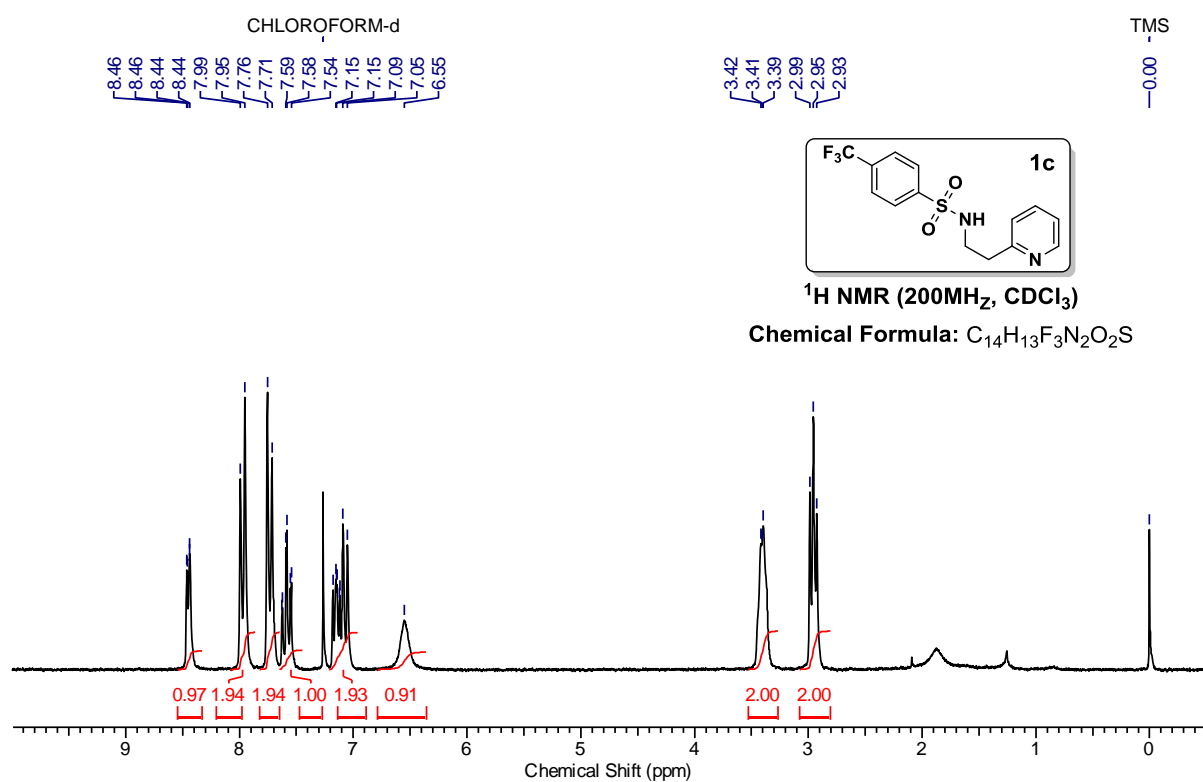 CHLOROFORM-d
TMS
8.46
8.46
8.44
8.44
7.99
7.95
7.76
7.71
7.59
7.58
7.54
7.15
7.15
7.09
7.05
6.55
3.42
3.41
3.39
2.99
2.95
2.93
0.00
F₃C
1c
O
S
NH
O
N
¹H NMR (200MHz, CDCl₃)
Chemical Formula: C₁₄H₁₃F₃N₂O₂S
0.97 1.94 1.94 1.00 1.93 0.91 2.00 2.00
9 8 7 6 5 4 3 2 1 0
Chemical Shift (ppm)